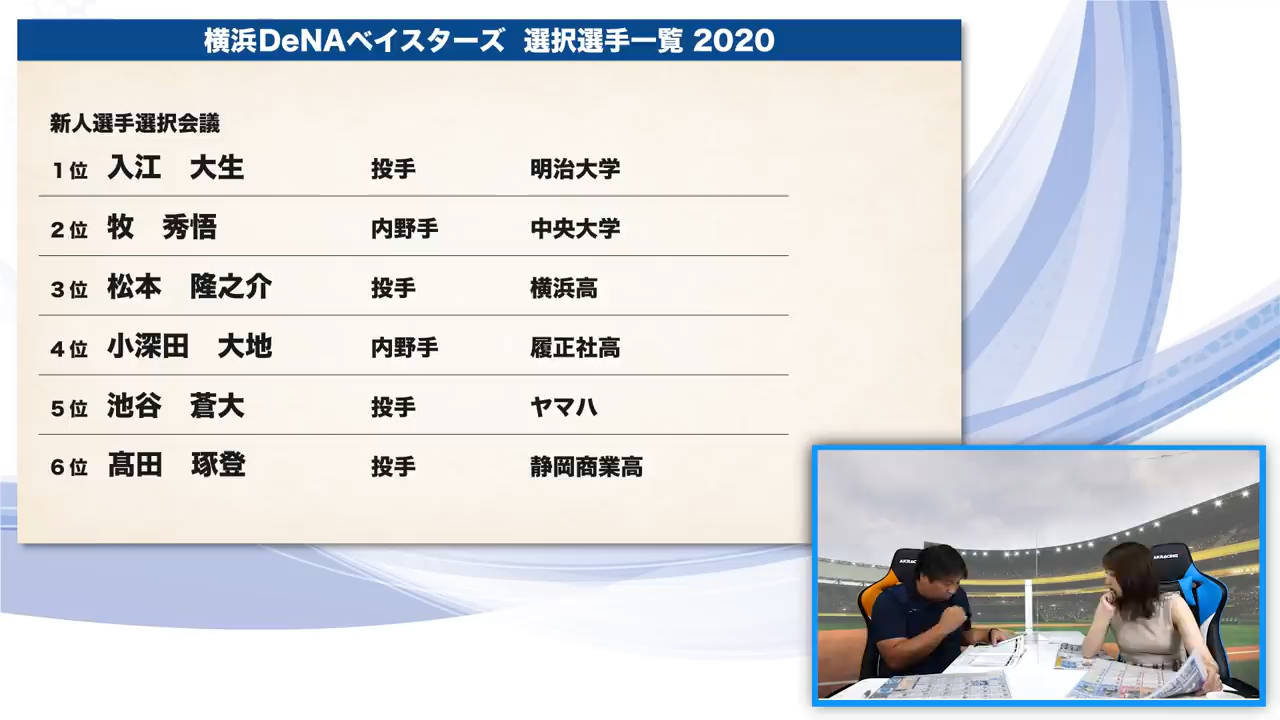 横浜DeNAベイスターズ 選択選手一覧 2020
新人選手選択会議
1位 入江 大生 投手 明治大学
2位 牧 秀悟 内野手 中央大学
3位 松本 隆之介 投手 横浜高
4位 小深田 大地 内野手 履正社高
5位 池谷 蒼大 投手 ヤマハ
6位 髙田 琢登 投手 静岡商業高
AKRACING